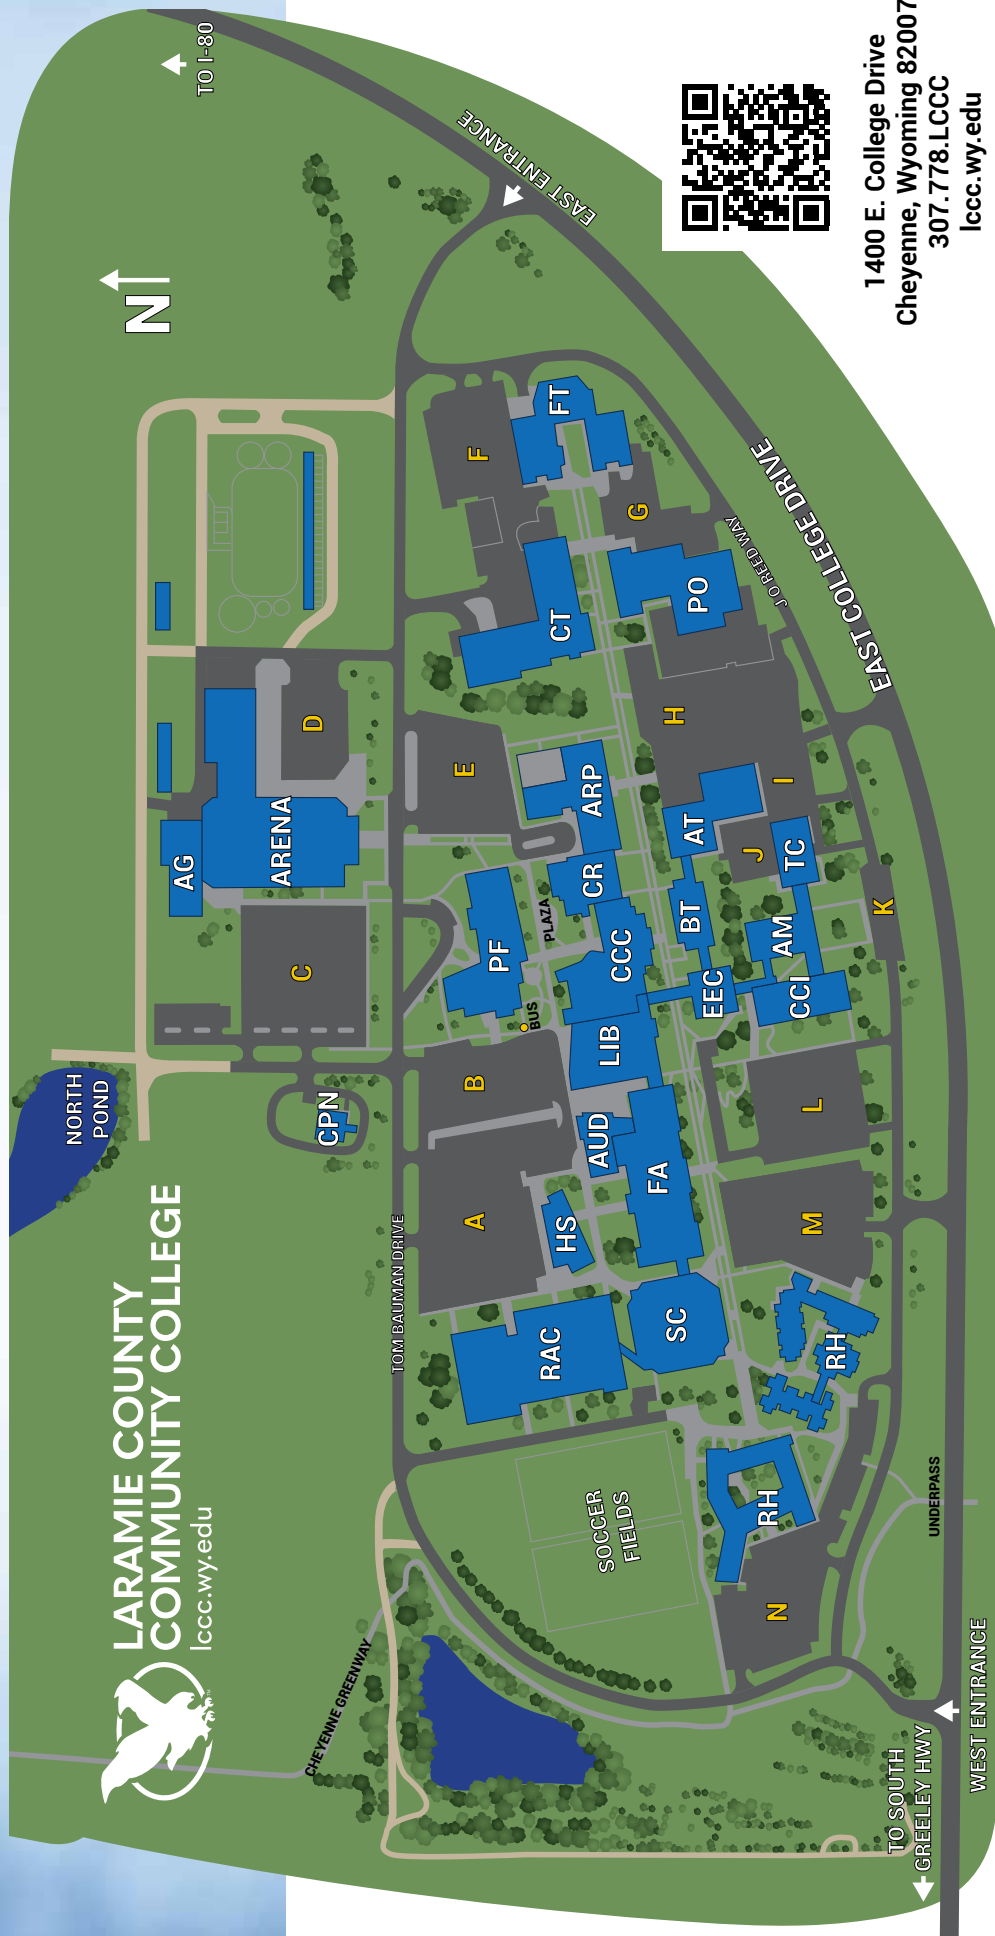 LARAMIE COUNTY
COMMUNITY COLLEGE
lccc.wy.edu
NORTH
POND
N
TO I-80
EAST ENTRANCE
1400 E. College Drive
Cheyenne, Wyoming 82007
307.778.LCCC
lccc.wy.edu
AG
ARENA
D
C
CPN
TOM BAUMAN DRIVE
CHEYENNE GREENWAY
A
B
E
F
FT
G
PF
PLAZA
BUS
CT
PO
J O REED WAY
EAST COLLEGE DRIVE
HS
AUD
LIB
CCC
CR
ARP
H
RAC
SC
FA
EEC
BT
AT
I
J
TC
AM
CCI
K
L
M
RH
RH
SOCCER
FIELDS
N
UNDERPASS
WEST ENTRANCE
TO SOUTH
GREELEY HWY